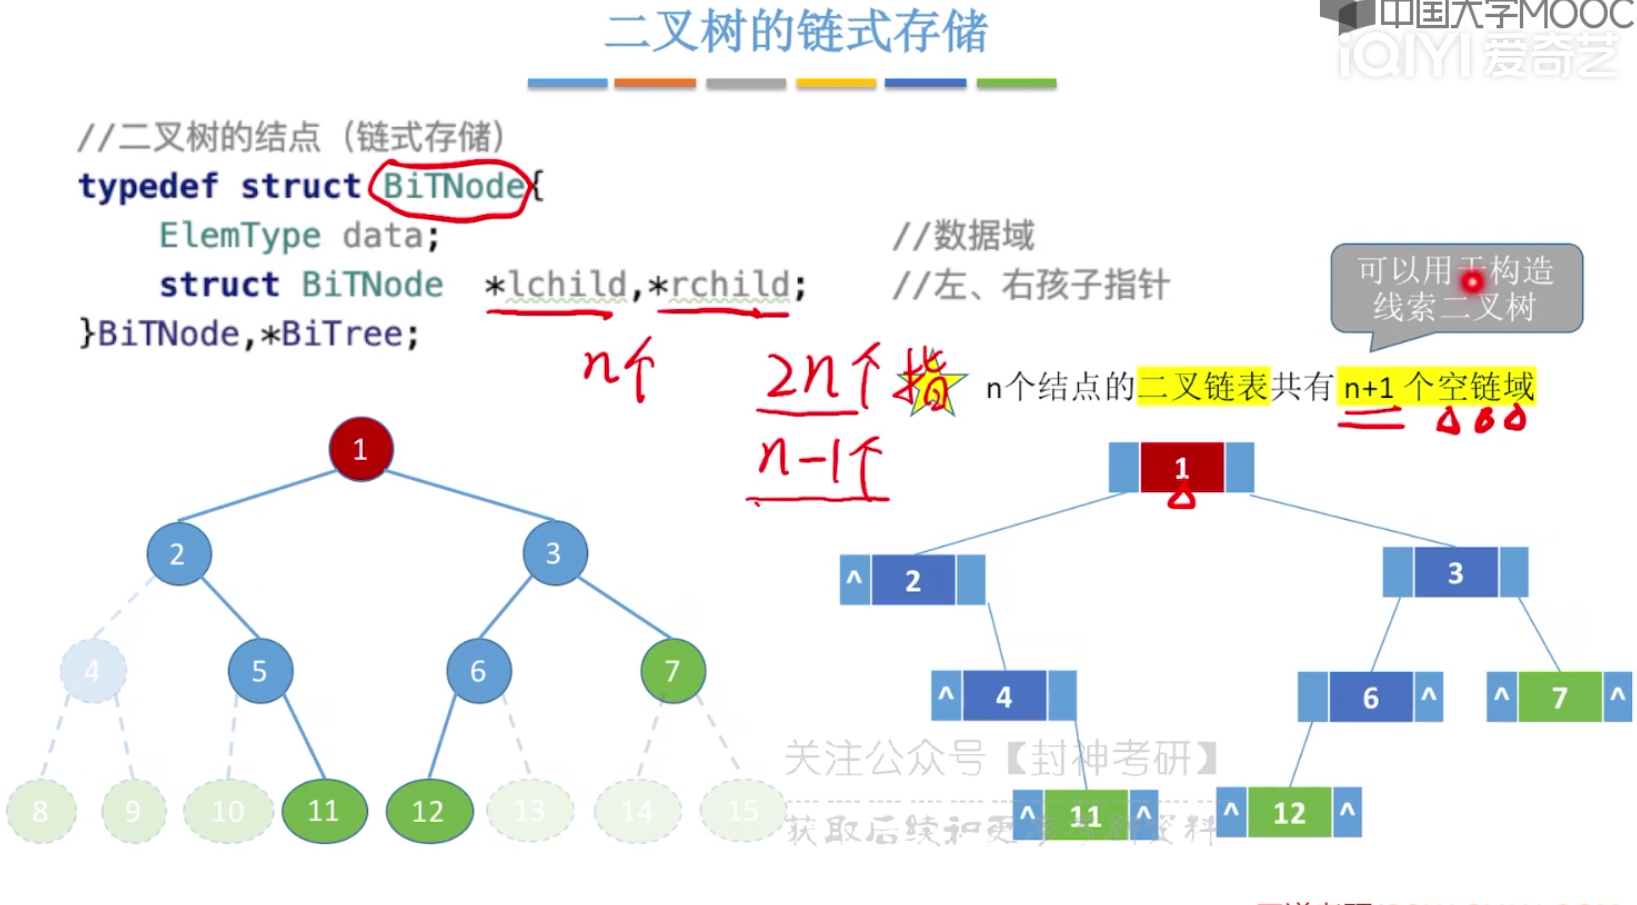 二叉树的链式存储
中国大学MOOC
iQIYI 爱奇艺
//二叉树的结点（链式存储）
typedef struct BiTNode{
ElemType data; //数据域
struct BiTNode *lchild,*rchild; //左、右孩子指针
}BiTNode,*BiTree;
可以用于构造
线索二叉树
n个 2n个指
n个结点的二叉链表共有 n+1 个空链域
n-1个
1
2 3
4 5 6 7
8 9 10 11 12 13 14 15
1
^ 2 3
^ 4 6 ^ ^ 7 ^
^ 11 ^ ^ 12 ^
关注公众号【封神考研】
获取后续和更多考研资料